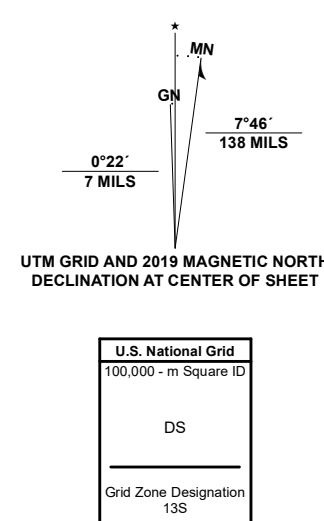 ★
MN
GN
7°46´
138 MILS
0°22´
7 MILS
UTM GRID AND 2019 MAGNETIC NORTH
DECLINATION AT CENTER OF SHEET
U.S. National Grid
100,000 - m Square ID
DS
Grid Zone Designation
13S